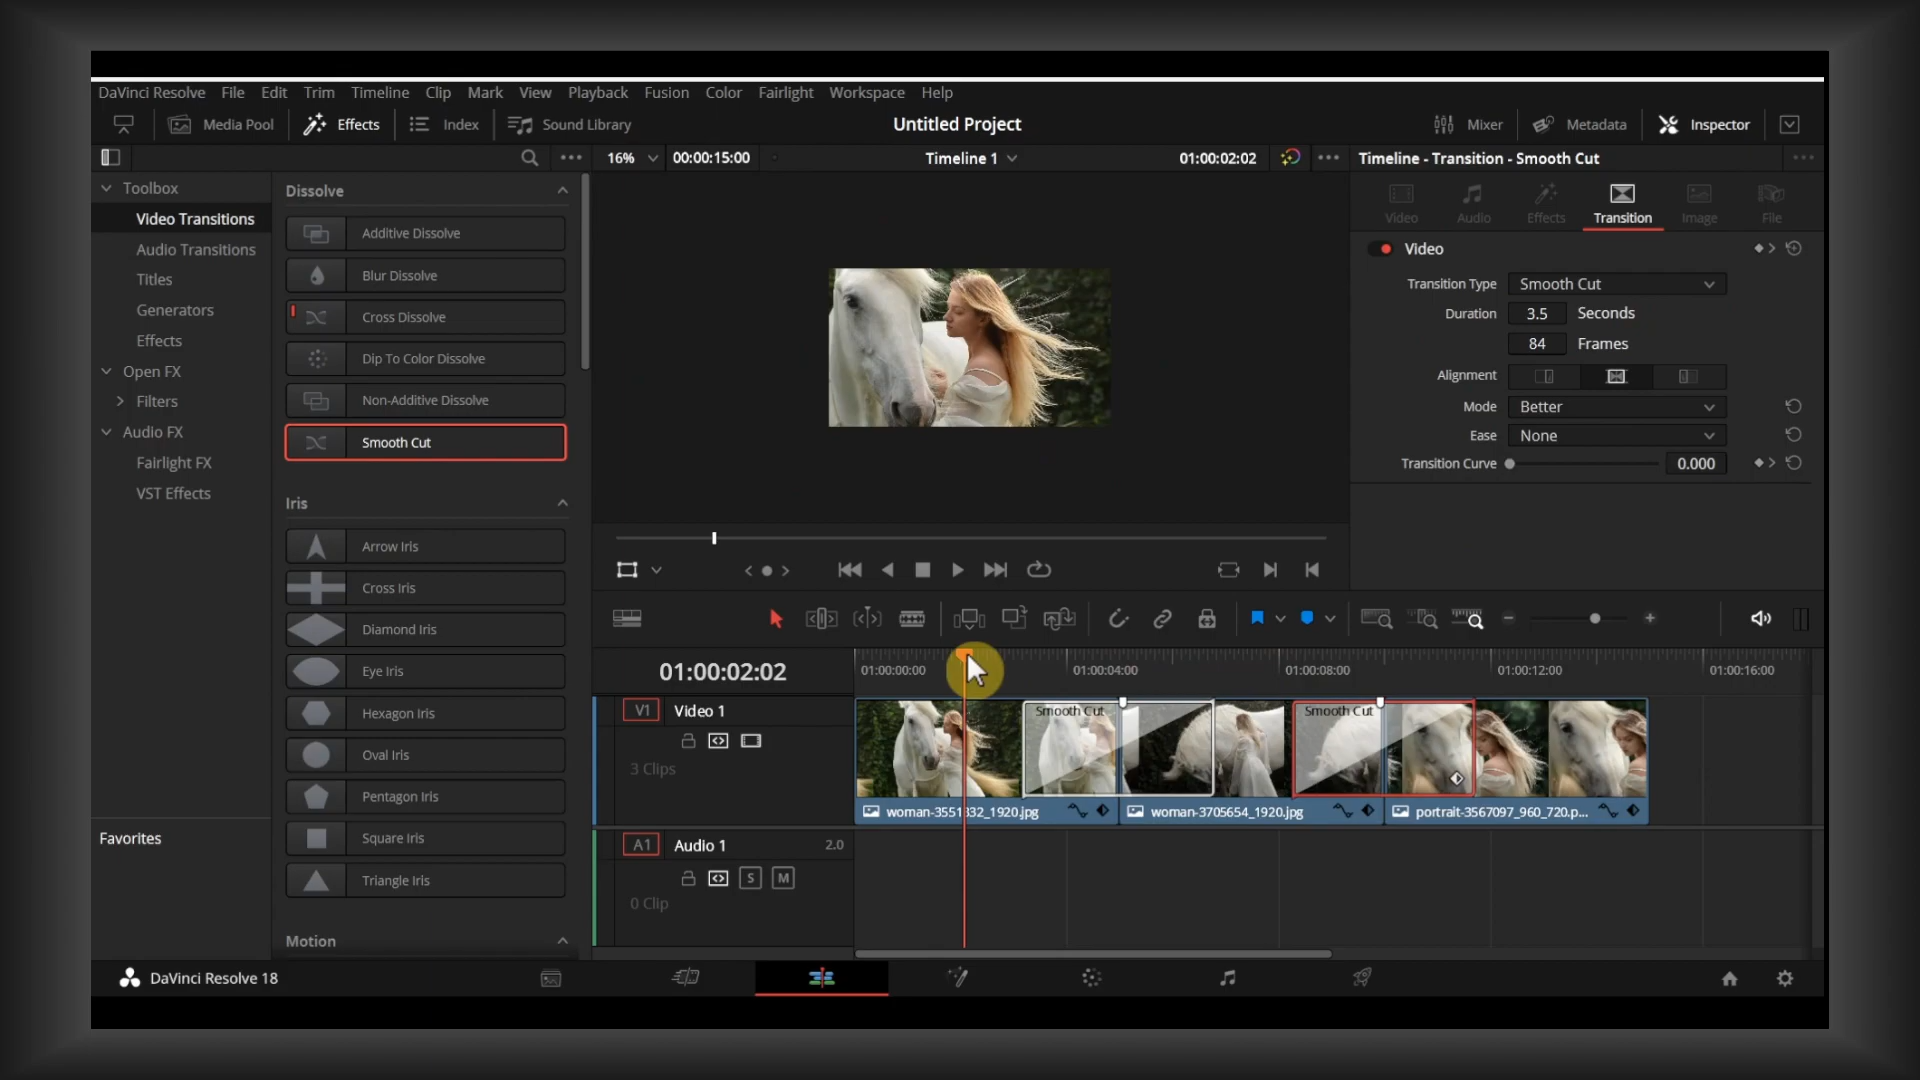 DaVinci Resolve File Edit Trim Timeline Clip Mark View Playback Fusion Color Fairlight Workspace Help
Media Pool Effects Index Sound Library Untitled Project Mixer Metadata Inspector
16% 00:00:15:00 Timeline 1 01:00:02:02 Timeline - Transition - Smooth Cut
Toolbox
Video Transitions
Audio Transitions
Titles
Generators
Effects
Open FX
Filters
Audio FX
Fairlight FX
VST Effects
Favorites
Dissolve
Additive Dissolve
Blur Dissolve
Cross Dissolve
Dip To Color Dissolve
Non-Additive Dissolve
Smooth Cut
Iris
Arrow Iris
Cross Iris
Diamond Iris
Eye Iris
Hexagon Iris
Oval Iris
Pentagon Iris
Square Iris
Triangle Iris
Motion
Video Audio Effects Transition Image File
Video
Transition Type Smooth Cut
Duration 3.5 Seconds
84 Frames
Alignment
Mode Better
Ease None
Transition Curve 0.000
01:00:02:02 01:00:00:00 01:00:04:00 01:00:08:00 01:00:12:00 01:00:16:00
V1 Video 1
3 Clips
Smooth Cut Smooth Cut
woman-3551832_1920.jpg woman-3705654_1920.jpg portrait-3567097_960_720.p...
A1 Audio 1 2.0
S M
0 Clip
DaVinci Resolve 18